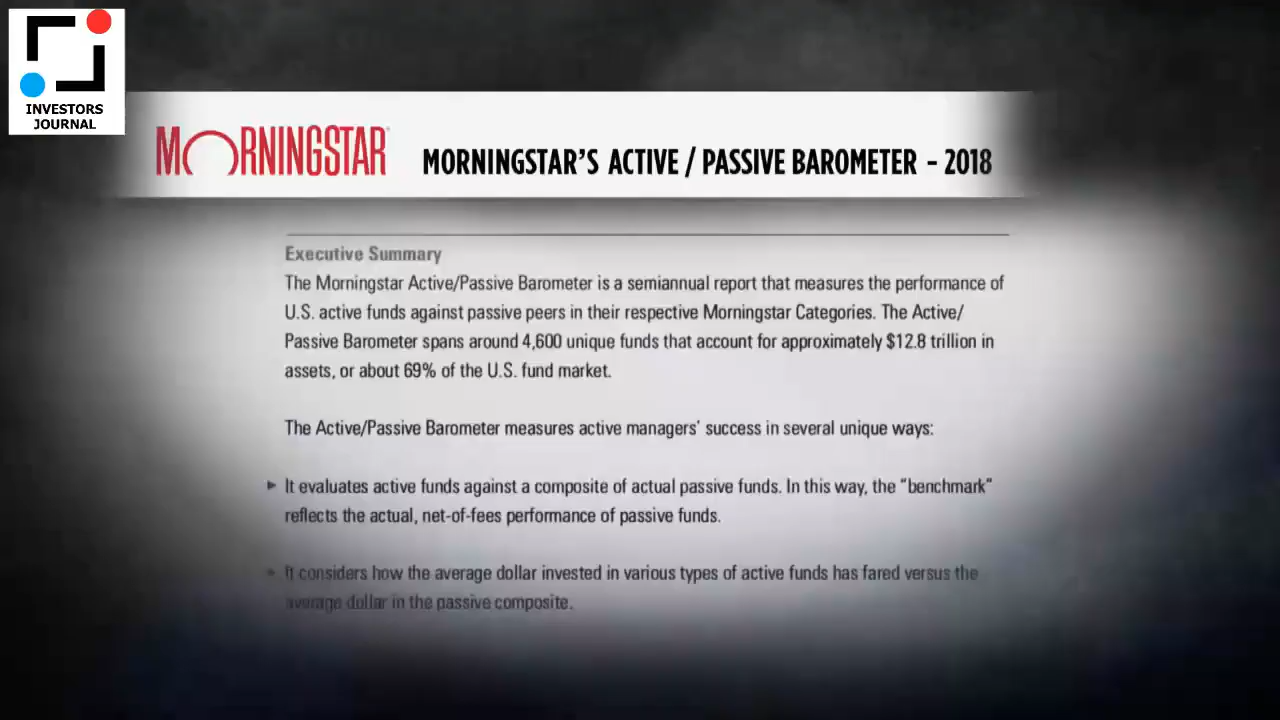 INVESTORS
JOURNAL
MORNINGSTAR
MORNINGSTAR'S ACTIVE / PASSIVE BAROMETER – 2018
Executive Summary
The Morningstar Active/Passive Barometer is a semiannual report that measures the performance of
U.S. active funds against passive peers in their respective Morningstar Categories. The Active/
Passive Barometer spans around 4,600 unique funds that account for approximately $12.8 trillion in
assets, or about 69% of the U.S. fund market.
The Active/Passive Barometer measures active managers' success in several unique ways:
▸ It evaluates active funds against a composite of actual passive funds. In this way, the "benchmark"
reflects the actual, net-of-fees performance of passive funds.
▸ It considers how the average dollar invested in various types of active funds has fared versus the
average dollar in the passive composite.